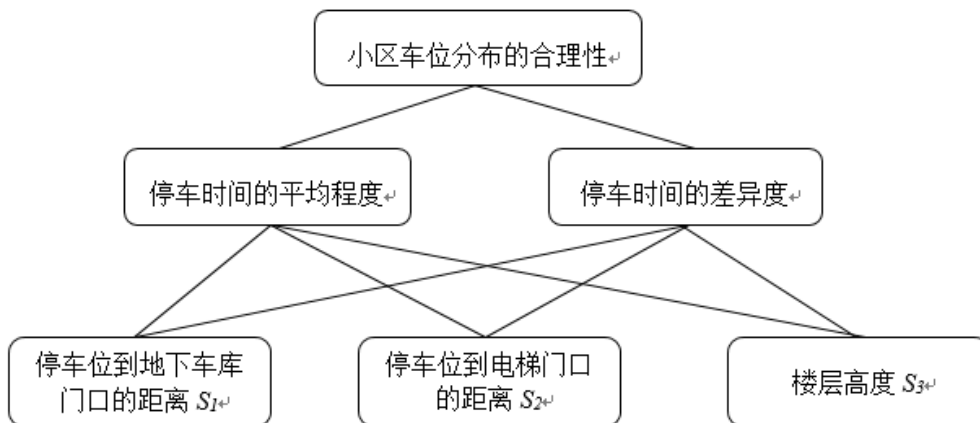 小区车位分布的合理性
停车时间的平均程度
停车时间的差异度
停车位到地下车库
门口的距离 S1
停车位到电梯门口
的距离 S2
楼层高度 S3